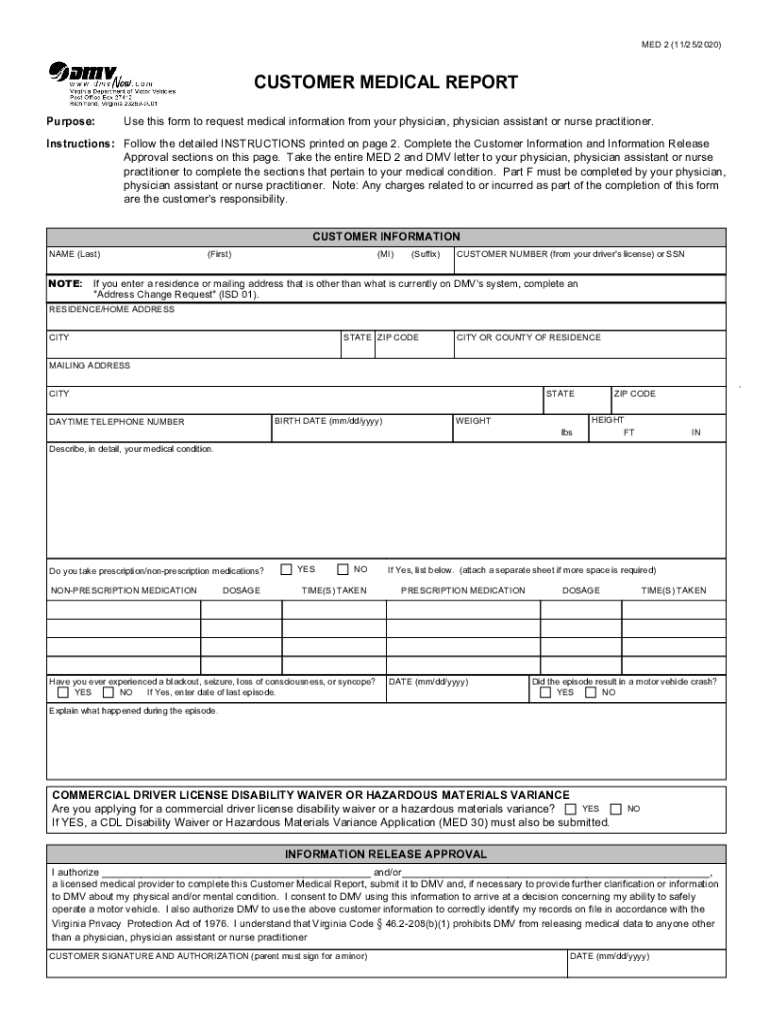 MED 2 (11/25/2020)
DMV
www.dmvNow.com
Virginia Department of Motor Vehicles
Post Office Box 27412
Richmond, Virginia 23269-0001
CUSTOMER MEDICAL REPORT
Purpose: Use this form to request medical information from your physician, physician assistant or nurse practitioner.
Instructions: Follow the detailed INSTRUCTIONS printed on page 2. Complete the Customer Information and Information Release
Approval sections on this page. Take the entire MED 2 and DMV letter to your physician, physician assistant or nurse
practitioner to complete the sections that pertain to your medical condition. Part F must be completed by your physician,
physician assistant or nurse practitioner. Note: Any charges related to or incurred as part of the completion of this form
are the customer's responsibility.
CUSTOMER INFORMATION
NAME (Last) (First) (MI) (Suffix) CUSTOMER NUMBER (from your driver's license) or SSN
NOTE: If you enter a residence or mailing address that is other than what is currently on DMV's system, complete an
"Address Change Request" (ISD 01).
RESIDENCE/HOME ADDRESS
CITY STATE ZIP CODE CITY OR COUNTY OF RESIDENCE
MAILING ADDRESS
CITY STATE ZIP CODE
DAYTIME TELEPHONE NUMBER BIRTH DATE (mm/dd/yyyy) WEIGHT HEIGHT
lbs FT IN
Describe, in detail, your medical condition.
Do you take prescription/non-prescription medications? YES NO If Yes, list below. (attach a separate sheet if more space is required)
NON-PRESCRIPTION MEDICATION DOSAGE TIME(S) TAKEN PRESCRIPTION MEDICATION DOSAGE TIME(S) TAKEN
Have you ever experienced a blackout, seizure, loss of consciousness, or syncope? DATE (mm/dd/yyyy) Did the episode result in a motor vehicle crash?
YES NO If Yes, enter date of last episode. YES NO
Explain what happened during the episode.
COMMERCIAL DRIVER LICENSE DISABILITY WAIVER OR HAZARDOUS MATERIALS VARIANCE
Are you applying for a commercial driver license disability waiver or a hazardous materials variance? YES NO
If YES, a CDL Disability Waiver or Hazardous Materials Variance Application (MED 30) must also be submitted.
INFORMATION RELEASE APPROVAL
I authorize ____________________ and/or____________________,
a licensed medical provider to complete this Customer Medical Report, submit it to DMV and, if necessary to provide further clarification or information
to DMV about my physical and/or mental condition. I consent to DMV using this information to arrive at a decision concerning my ability to safely
operate a motor vehicle. I also authorize DMV to use the above customer information to correctly identify my records on file in accordance with the
Virginia Privacy Protection Act of 1976. I understand that Virginia Code § 46.2-208(b)(1) prohibits DMV from releasing medical data to anyone other
than a physician, physician assistant or nurse practitioner
CUSTOMER SIGNATURE AND AUTHORIZATION (parent must sign for a minor) DATE (mm/dd/yyyy)